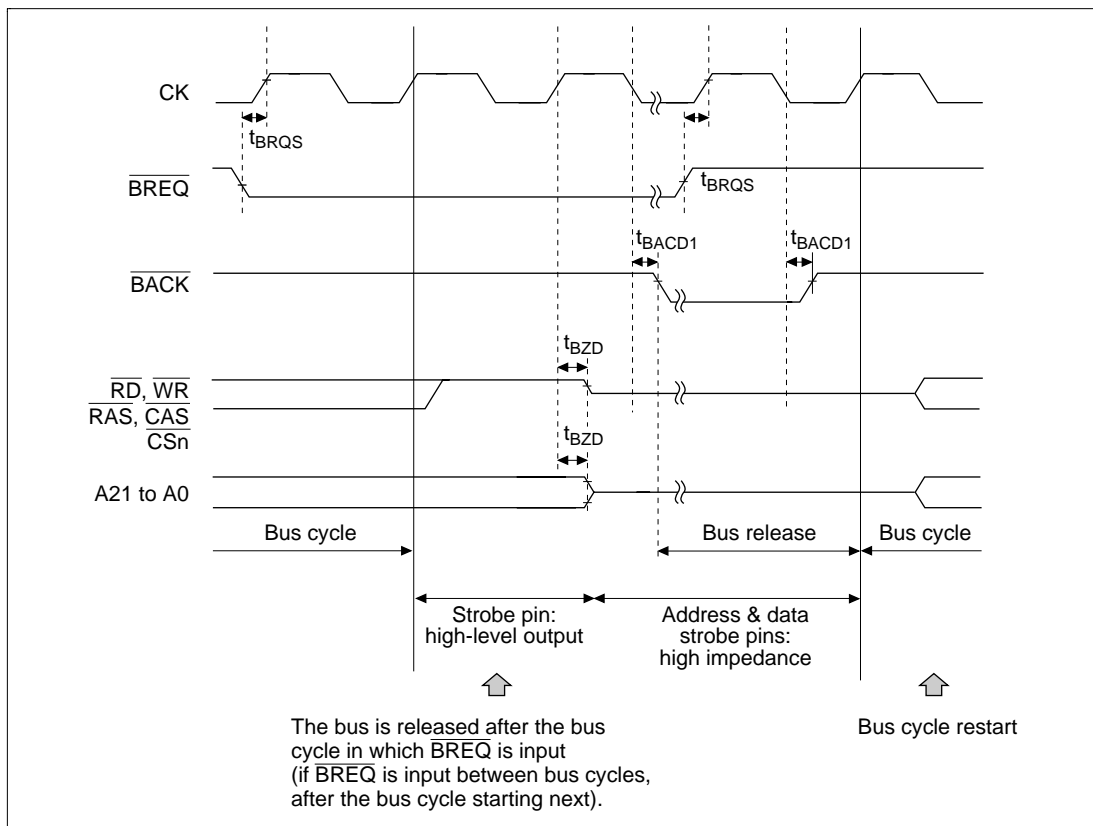 CK
tBRQS
BREQ
tBRQS
tBACD1
tBACD1
BACK
tBZD
RD, WR
RAS, CAS
CSn
tBZD
A21 to A0
Bus cycle
Bus release
Bus cycle
Strobe pin:
high-level output
Address & data
strobe pins:
high impedance
The bus is released after the bus
cycle in which BREQ is input
(if BREQ is input between bus cycles,
after the bus cycle starting next).
Bus cycle restart